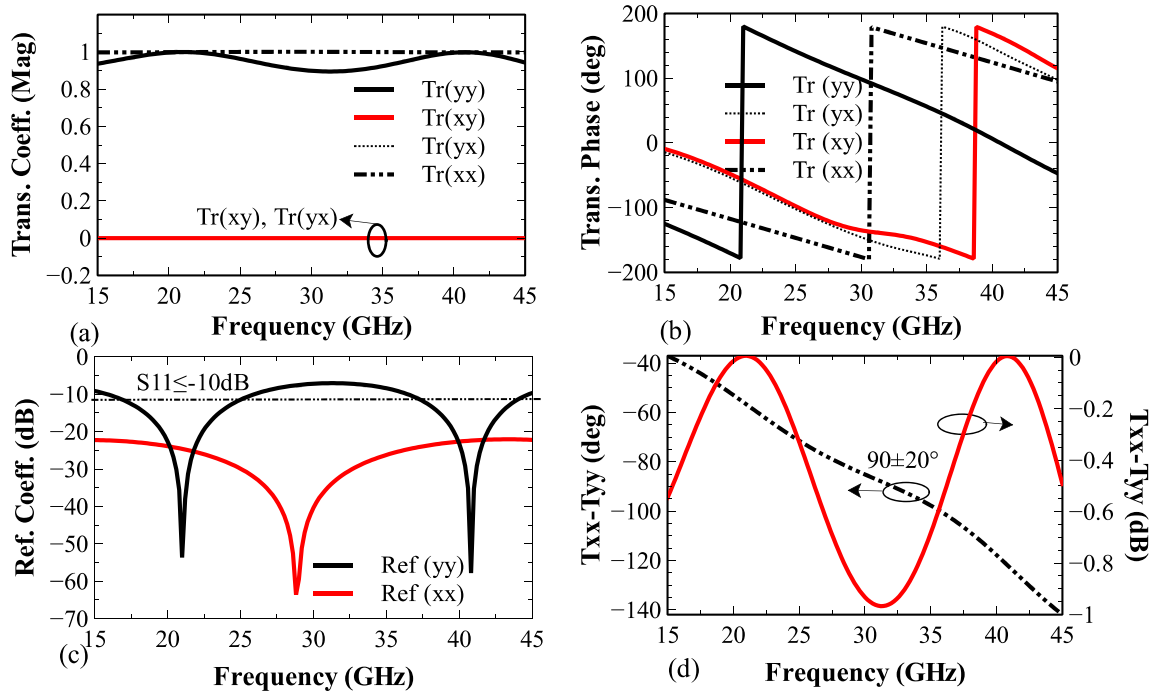 Trans. Coeff. (Mag)
1.2
1
0.8
0.6
0.4
0.2
0
−0.2
Tr(yy)
Tr(xy)
Tr(yx)
Tr(xx)
Tr(xy), Tr(yx)
15 20 25 30 35 40 45
(a)
Frequency (GHz)
Trans. Phase (deg)
200
100
0
−100
−200
Tr (yy)
Tr (yx)
Tr (xy)
Tr (xx)
15 20 25 30 35 40 45
(b)
Frequency (GHz)
Ref. Coeff. (dB)
0
−10
−20
−30
−40
−50
−60
−70
S11≤-10dB
Ref (yy)
Ref (xx)
15 20 25 30 35 40 45
(c)
Frequency (GHz)
Txx-Tyy (deg)
−40
−60
−80
−100
−120
−140
90±20°
0
−0.2
−0.4
−0.6
−0.8
−1
Txx-Tyy (dB)
15 20 25 30 35 40 45
Frequency (GHz)
(d)